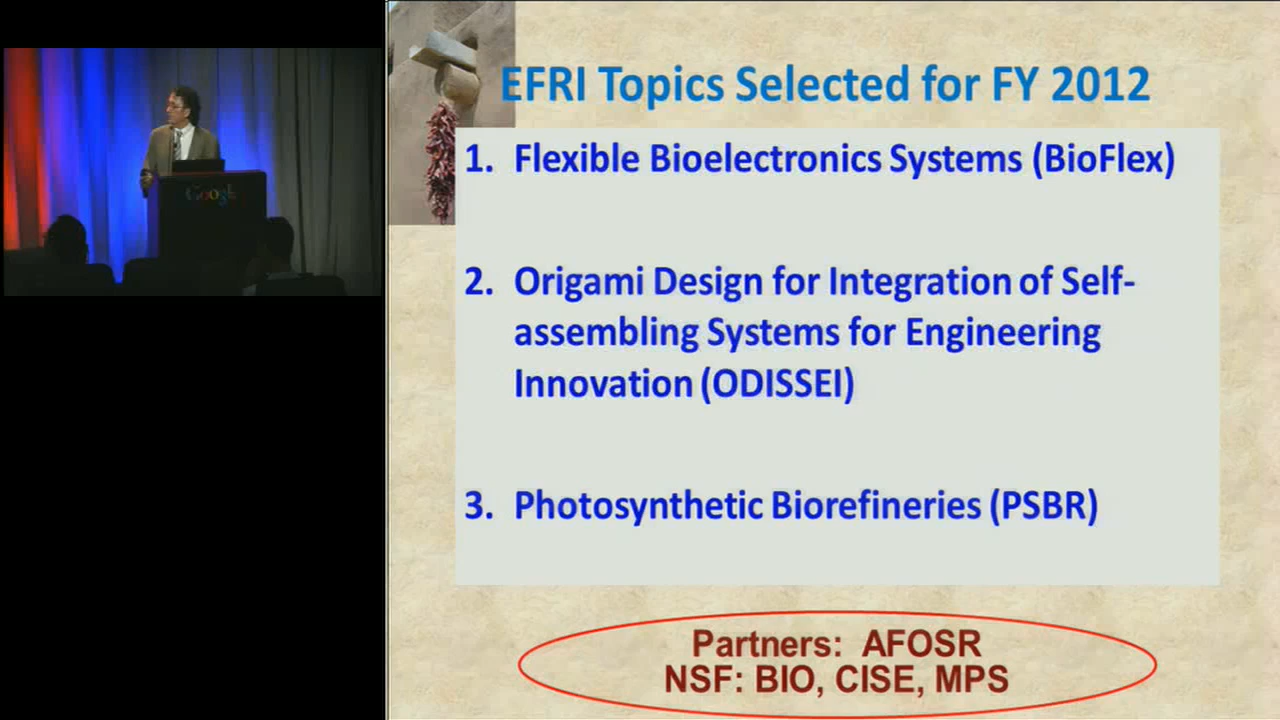 EFRI Topics Selected for FY 2012
1. Flexible Bioelectronics Systems (BioFlex)
2. Origami Design for Integration of Self-
assembling Systems for Engineering
Innovation (ODISSEI)
3. Photosynthetic Biorefineries (PSBR)
Partners: AFOSR
NSF: BIO, CISE, MPS
Google